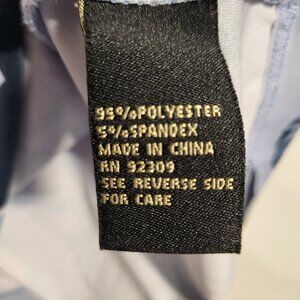 95%POLYESTER
5%SPANDEX
MADE IN CHINA
RN 92309
SEE REVERSE SIDE
FOR CARE